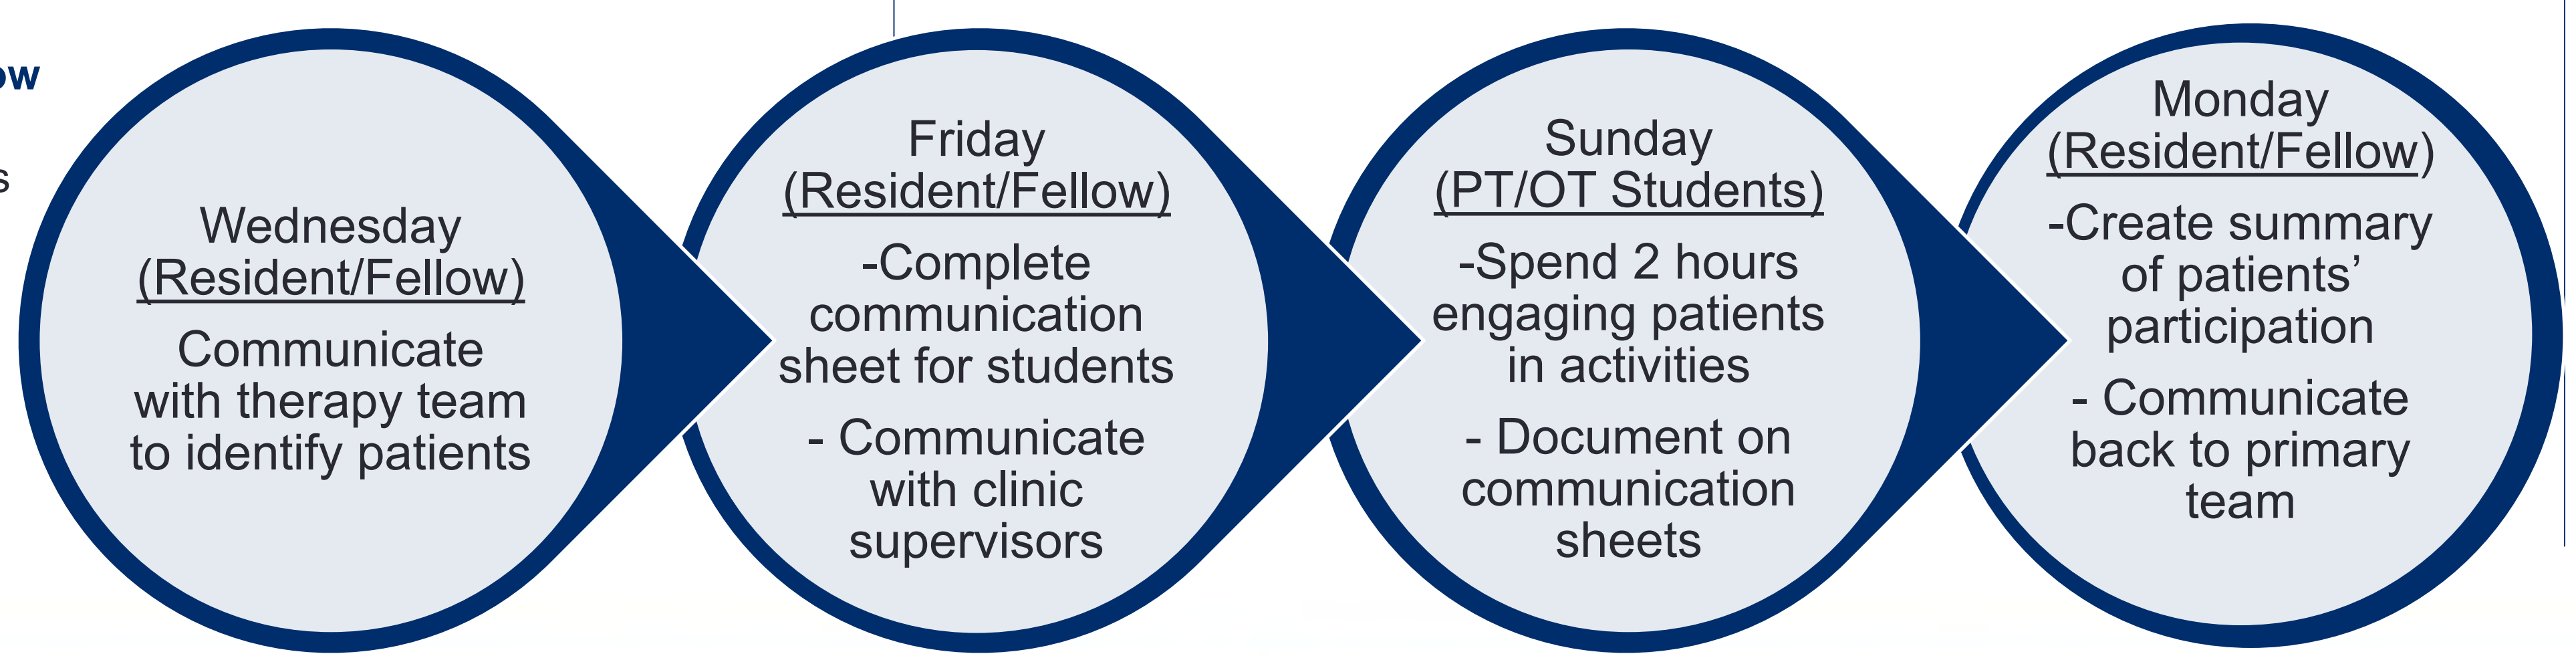 ow
s
Wednesday
(Resident/Fellow)
Communicate
with therapy team
to identify patients
Friday
(Resident/Fellow)
-Complete
communication
sheet for students
- Communicate
with clinic
supervisors
Sunday
(PT/OT Students)
-Spend 2 hours
engaging patients
in activities
- Document on
communication
sheets
Monday
(Resident/Fellow)
-Create summary
of patients’
participation
- Communicate
back to primary
team